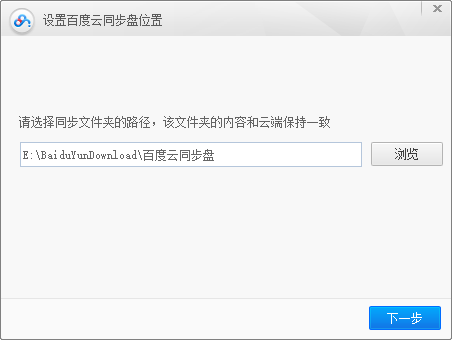 设置百度云同步盘位置
请选择同步文件夹的路径，该文件夹的内容和云端保持一致
E:\BaiduYunDownload\百度云同步盘
浏览
下一步